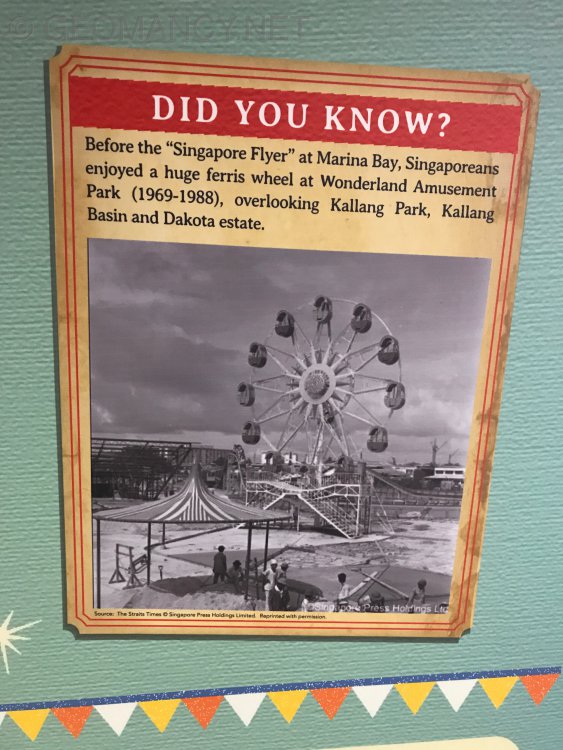 © GEOMANCY.NET
DID YOU KNOW?
Before the “Singapore Flyer” at Marina Bay, Singaporeans
enjoyed a huge ferris wheel at Wonderland Amusement
Park (1969-1988), overlooking Kallang Park, Kallang
Basin and Dakota estate.
©Singapore Press Holdings Ltd
Source: The Straits Times © Singapore Press Holdings Limited. Reprinted with permission.